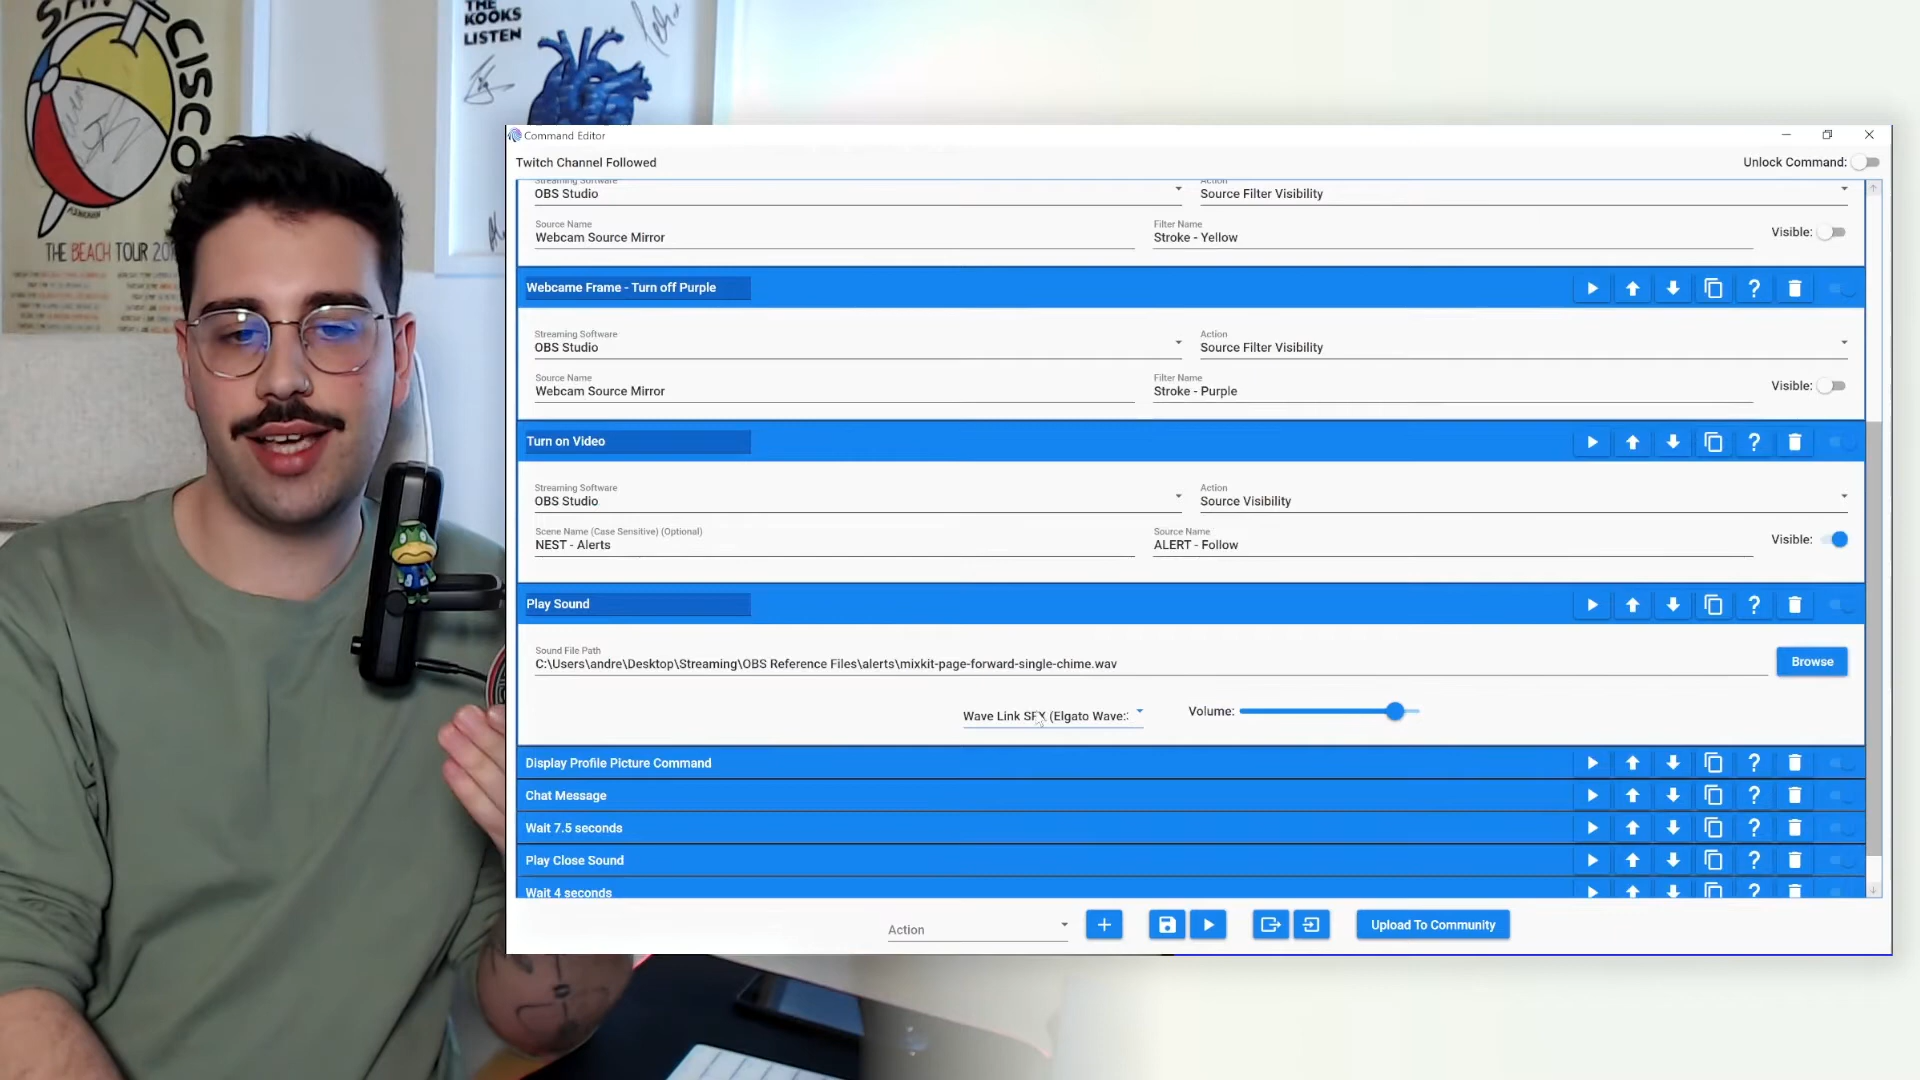 SAN
CISCO
THE BEACH TOUR 20
THE
KOOKS
LISTEN
Command Editor
Twitch Channel Followed
Unlock Command:
Streaming Software
OBS Studio
Action
Source Filter Visibility
Source Name
Webcam Source Mirror
Filter Name
Stroke - Yellow
Visible:
Webcame Frame - Turn off Purple
Streaming Software
OBS Studio
Action
Source Filter Visibility
Source Name
Webcam Source Mirror
Filter Name
Stroke - Purple
Visible:
Turn on Video
Streaming Software
OBS Studio
Action
Source Visibility
Scene Name (Case Sensitive) (Optional)
NEST - Alerts
Source Name
ALERT - Follow
Visible:
Play Sound
Sound File Path
C:\Users\andre\Desktop\Streaming\OBS Reference Files\alerts\mixkit-page-forward-single-chime.wav
Browse
Wave Link SFX (Elgato Wave:
Volume:
Display Profile Picture Command
Chat Message
Wait 7.5 seconds
Play Close Sound
Wait 4 seconds
Action
Upload To Community